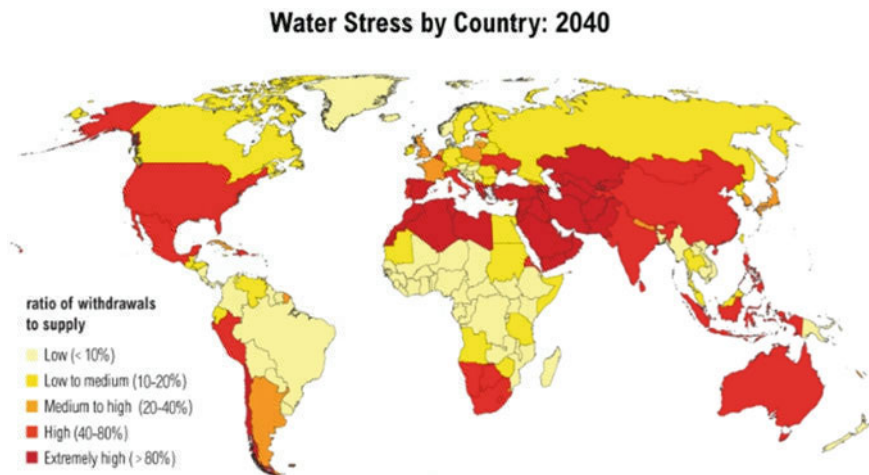 Water Stress by Country: 2040
ratio of withdrawals
to supply
Low (< 10%)
Low to medium (10-20%)
Medium to high (20-40%)
High (40-80%)
Extremely high (> 80%)